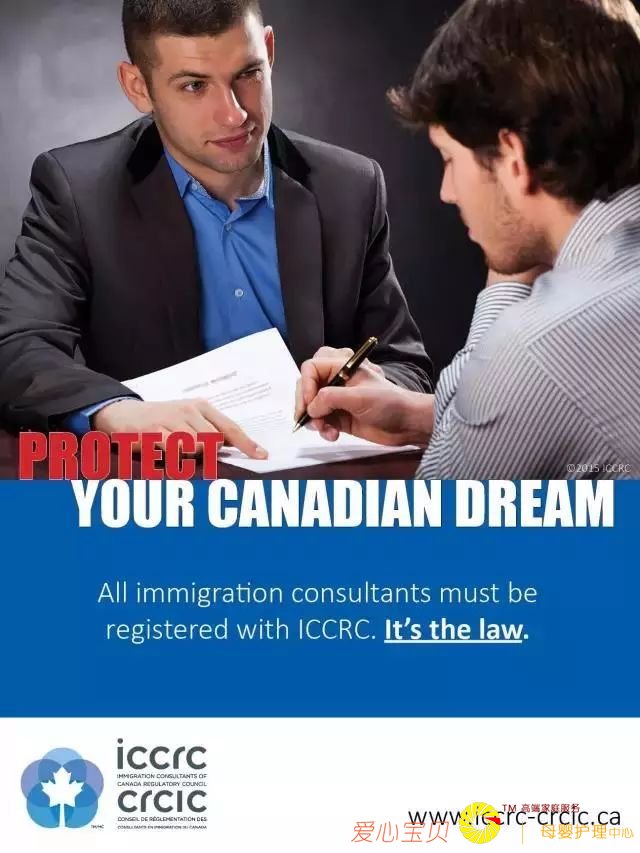 ©2015 ICCRC
PROTECT
YOUR CANADIAN DREAM
All immigration consultants must be
registered with ICCRC. It's the law.
iccrc
IMMIGRATION CONSULTANTS OF
CANADA REGULATORY COUNCIL
crcic
CONSEIL DE RÉGLEMENTATION DES
CONSULTANTS EN IMMIGRATION DU CANADA
TM/MC
www.iccrc-crcic.ca
TM 高端家庭服务
爱心宝贝 | 母婴护理中心